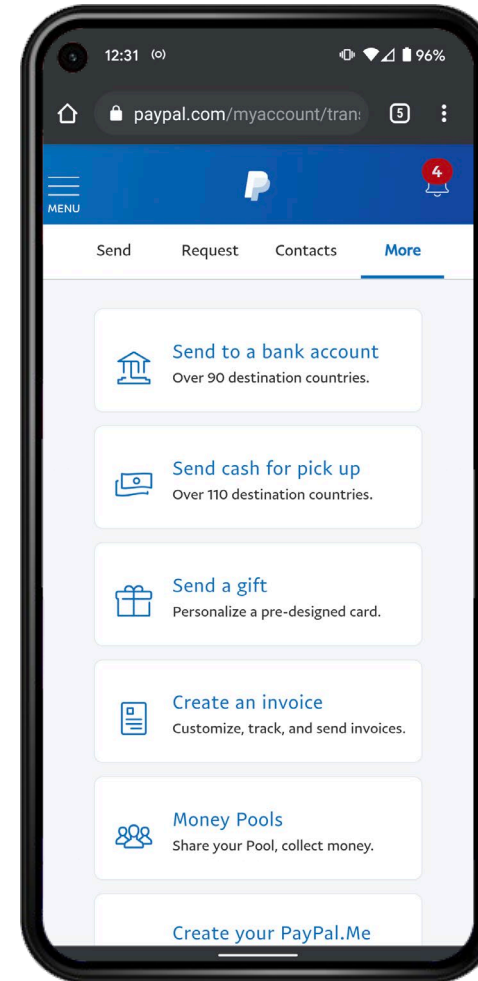 12:31
96%
paypal.com/myaccount/tran
5
4
MENU
Send Request Contacts More
Send to a bank account
Over 90 destination countries.
Send cash for pick up
Over 110 destination countries.
Send a gift
Personalize a pre-designed card.
Create an invoice
Customize, track, and send invoices.
Money Pools
Share your Pool, collect money.
Create your PayPal.Me